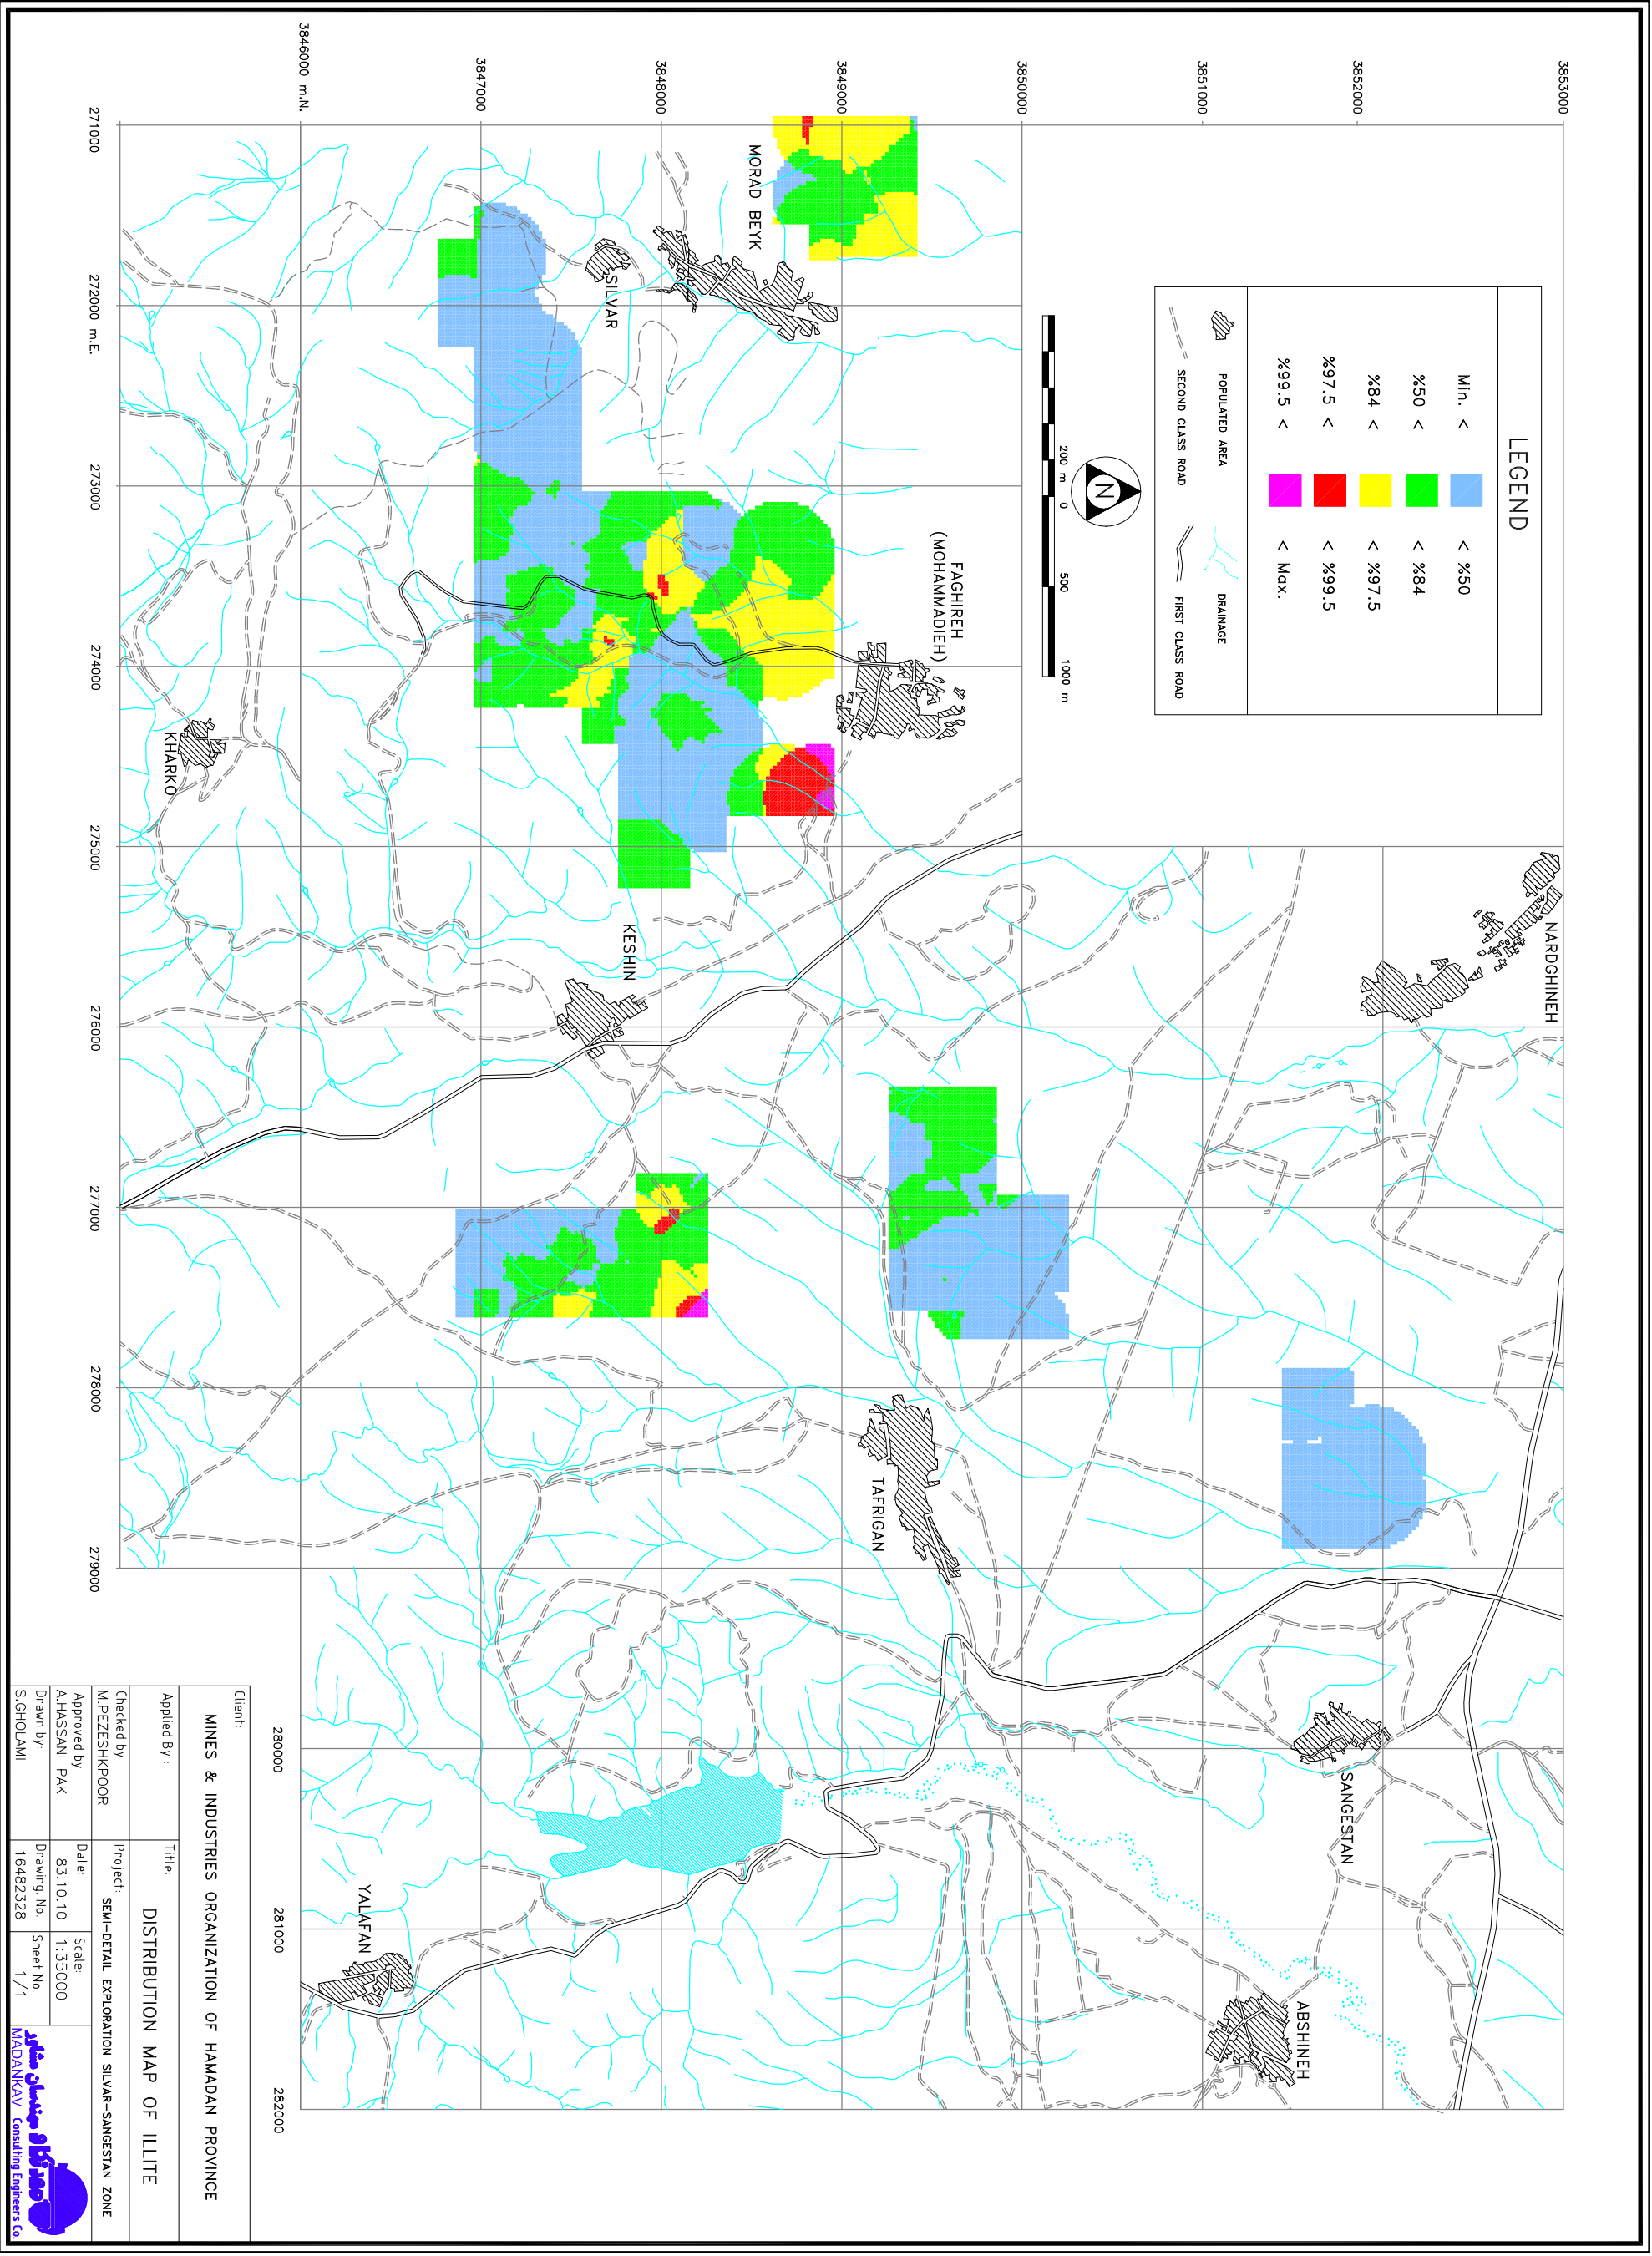 LEGEND
Min. < < %50
%50 < < %84
%84 < < %97.5
%97.5 < < %99.5
%99.5 < < Max.
POPULATED AREA
DRAINAGE
SECOND CLASS ROAD
FIRST CLASS ROAD
N
200 m 0 500 1000 m
3853000
3852000
3851000
3850000
3849000
3848000
3847000
3846000 m.N.
271000
272000 m.E.
273000
274000
275000
276000
277000
278000
279000
280000
281000
282000
NARDGHINEH
SANGESTAN
ABSHINEH
FAGHIREH
(MOHAMMADIEH)
TAFRIGAN
MORAD BEYK
SILVAR
KESHIN
YALAFAN
KHARKO
Client:
MINES & INDUSTRIES ORGANIZATION OF HAMADAN PROVINCE
Applied By :
Title:
DISTRIBUTION MAP OF ILLITE
Checked by
M.PEZESHKPOOR
Project:
SEMI-DETAIL EXPLORATION SILVAR-SANGESTAN ZONE
Approved by
A.HASSANI PAK
Date:
83.10.10
Scale:
1:35000
Drawn by:
S.GHOLAMI
Drawing. No.
16482328
Sheet No.
1/1
MADANKAV Consulting Engineers Co.